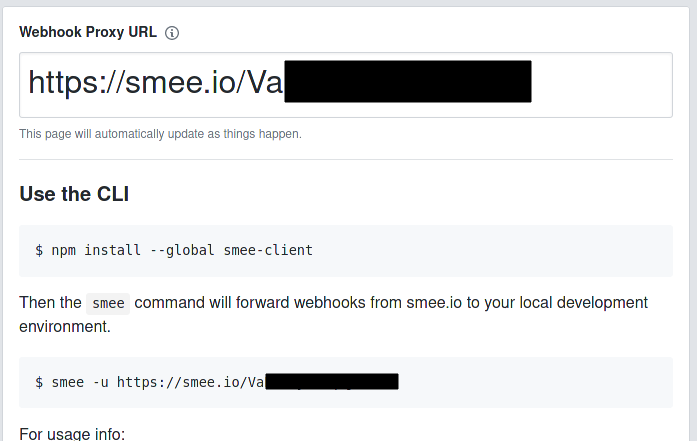 Webhook Proxy URL
https://smee.io/Va
This page will automatically update as things happen.
Use the CLI
$ npm install --global smee-client
Then the smee command will forward webhooks from smee.io to your local development
environment.
$ smee -u https://smee.io/Va
For usage info: